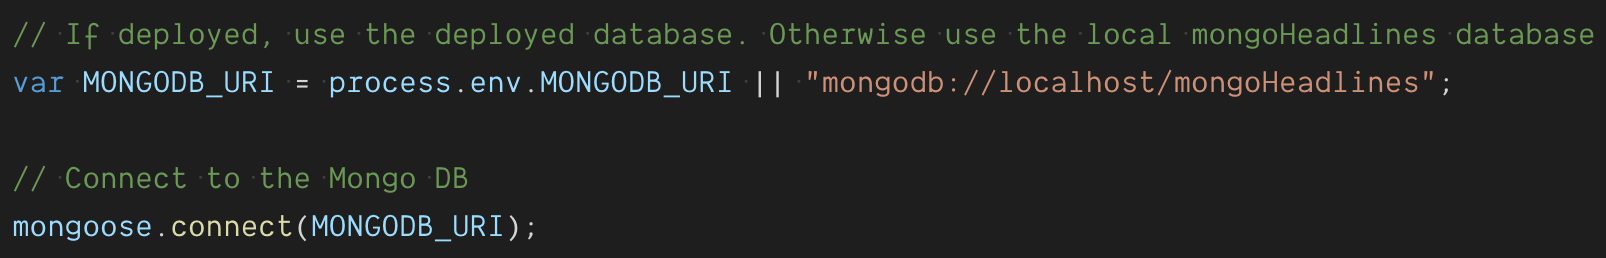 // If deployed, use the deployed database. Otherwise use the local mongoHeadlines database
var MONGODB_URI = process.env.MONGODB_URI || "mongodb://localhost/mongoHeadlines";
// Connect to the Mongo DB
mongoose.connect(MONGODB_URI);